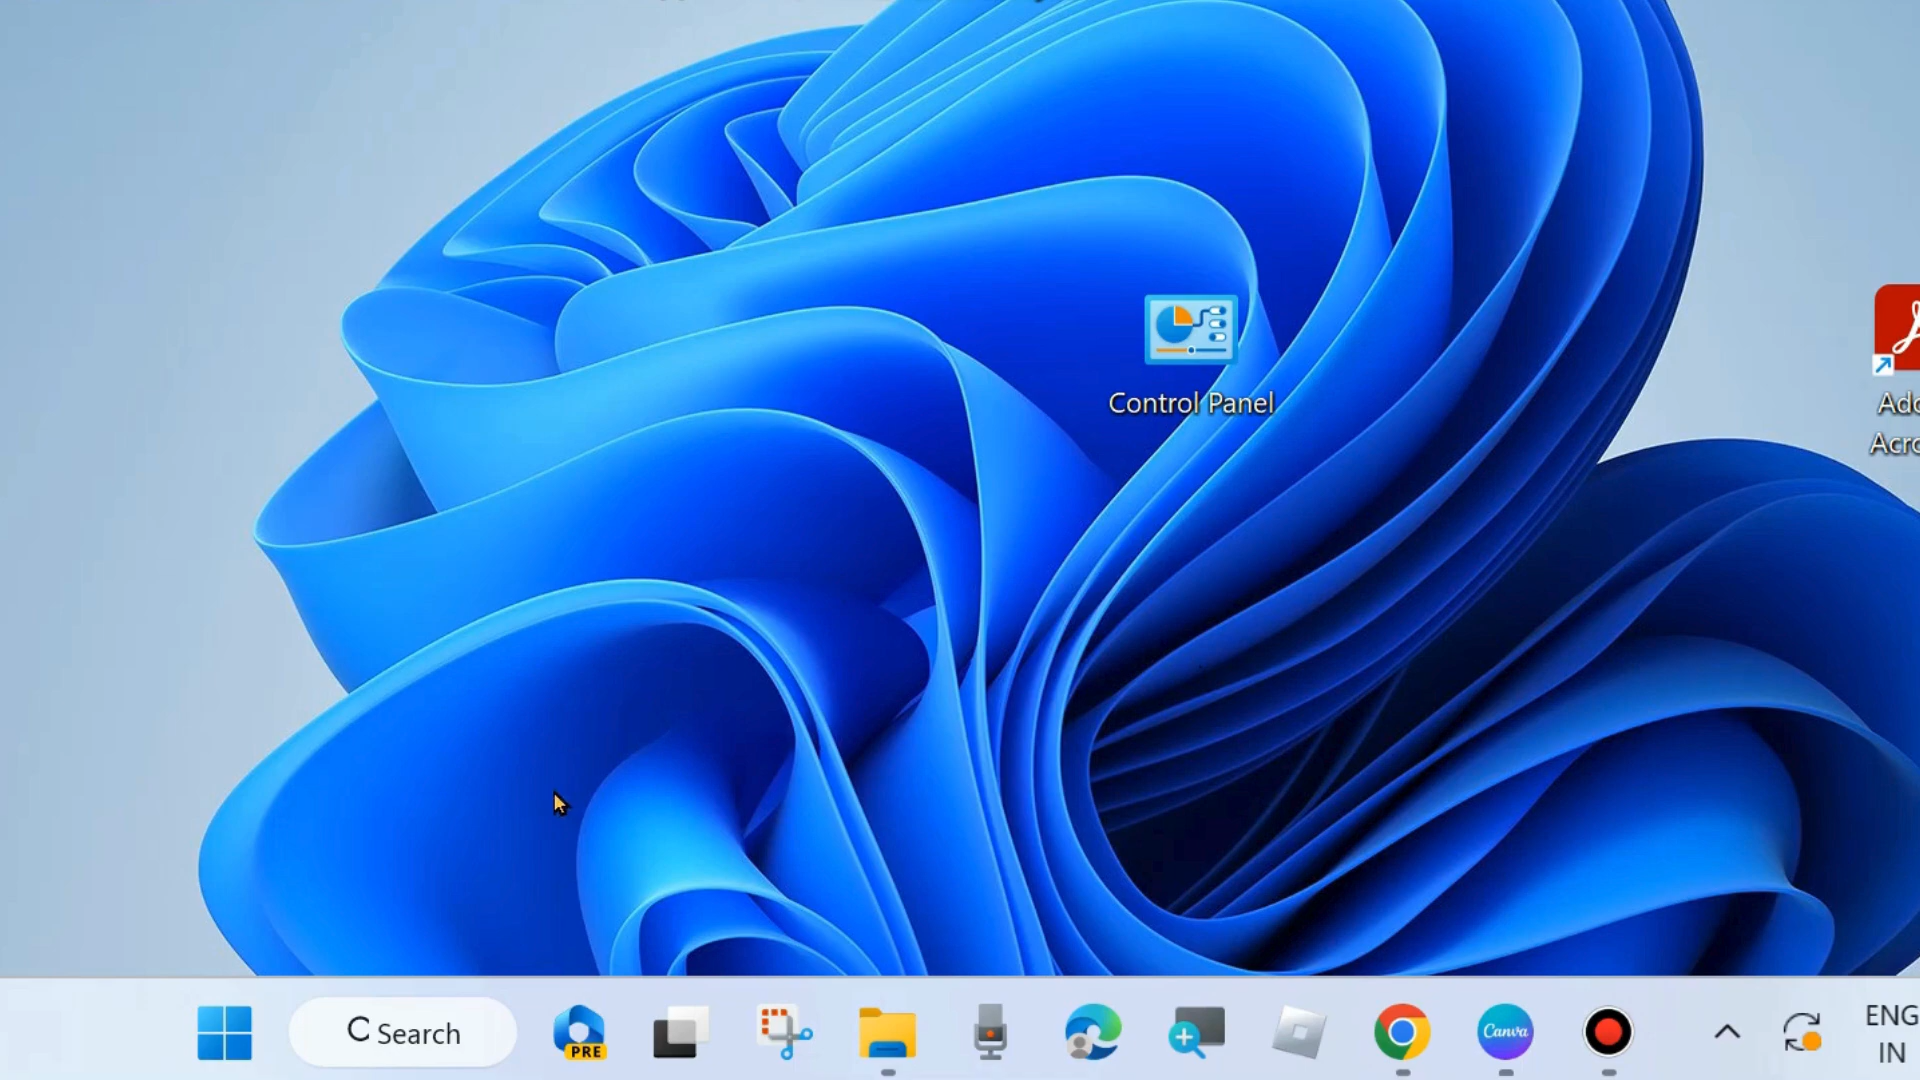 Control Panel
Search
PRE
Canva
ENG
IN